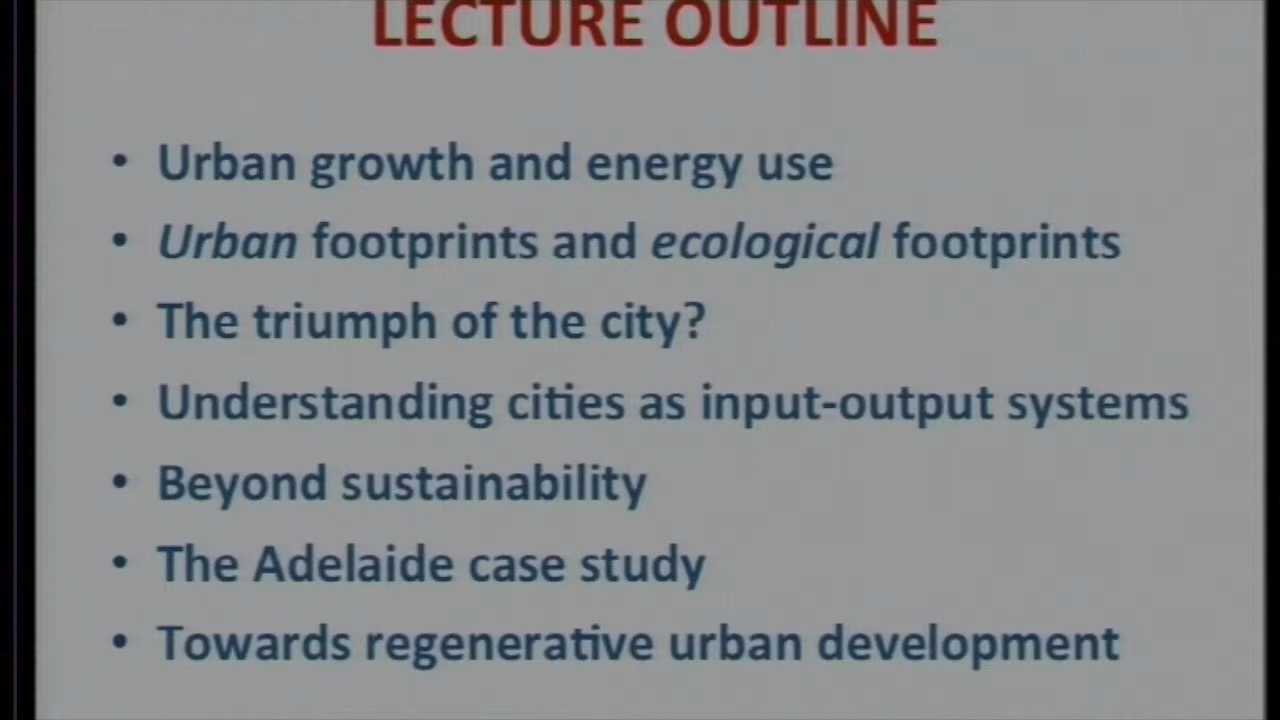 LECTURE OUTLINE
• Urban growth and energy use
• Urban footprints and ecological footprints
• The triumph of the city?
• Understanding cities as input-output systems
• Beyond sustainability
• The Adelaide case study
• Towards regenerative urban development